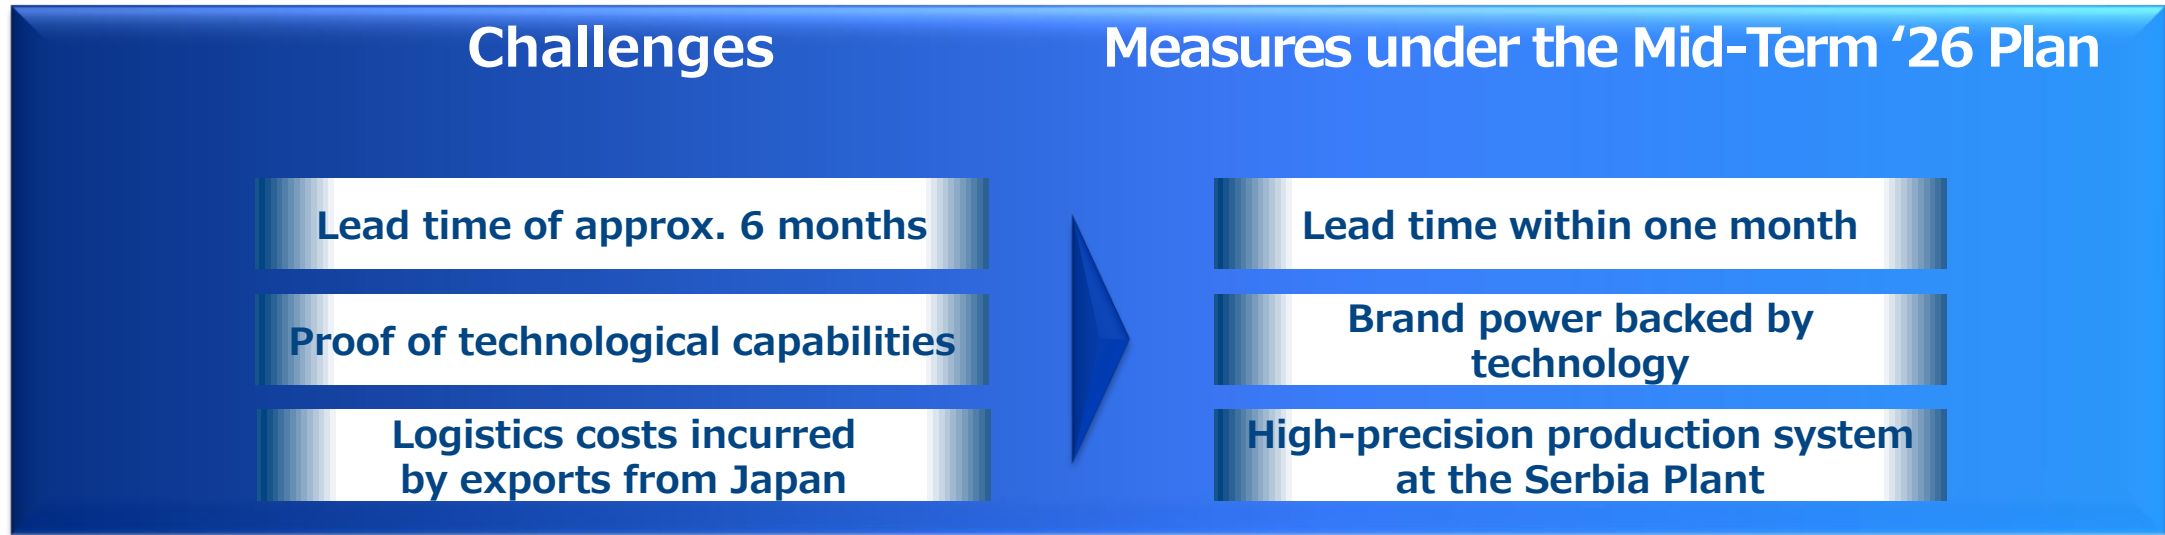 Challenges
Measures under the Mid-Term ‘26 Plan
Lead time of approx. 6 months
Proof of technological capabilities
Logistics costs incurred
by exports from Japan
Lead time within one month
Brand power backed by
technology
High-precision production system
at the Serbia Plant